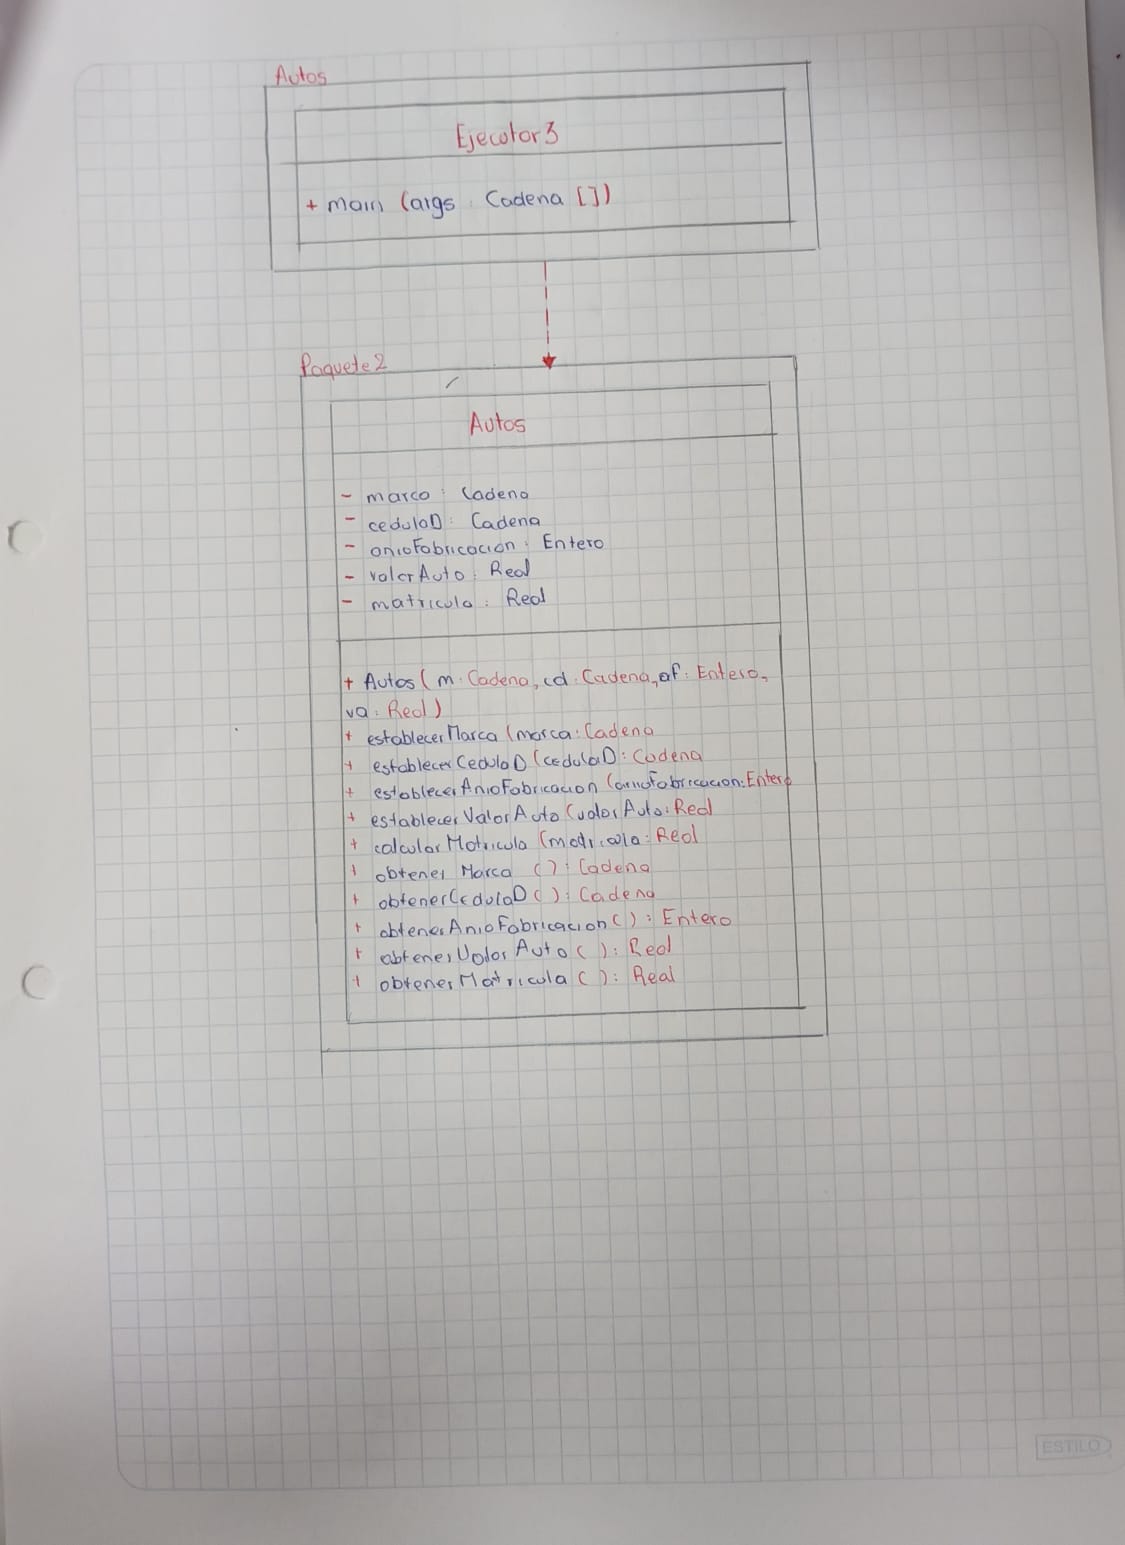 Autos
Ejecutor3
+ main (args : Cadena [])
Paquete2
Autos
- marca : Cadena
- cedulaD : Cadena
- anioFabricacion : Entero
- valorAuto : Real
- matricula : Real
+ Autos (m : Cadena, cd : Cadena, af : Entero,
va : Real)
+ establecerMarca (marca : Cadena
+ establecerCedulaD (cedulaD : Cadena
+ establecerAnioFabricacion (anioFabricacion : Entero
+ establecerValorAuto (valorAuto : Real
+ calcularMatricula (matricula : Real
+ obtenerMarca () : Cadena
+ obtenerCedulaD () : Cadena
+ obtenerAnioFabricacion () : Entero
+ obtenerValorAuto () : Real
+ obtenerMatricula () : Real
ESTILO